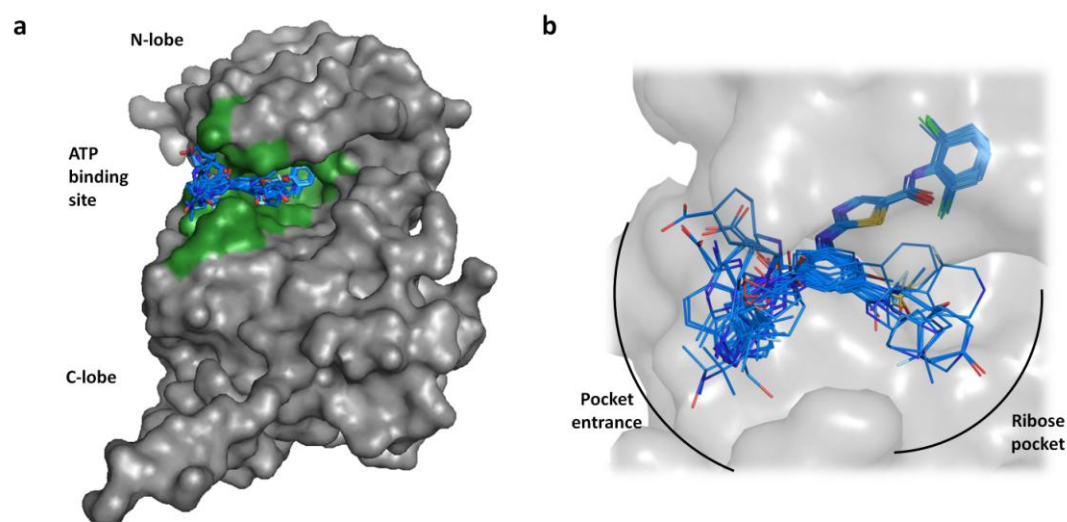 a
N-lobe
ATP
binding
site
C-lobe
b
Pocket
entrance
Ribose
pocket